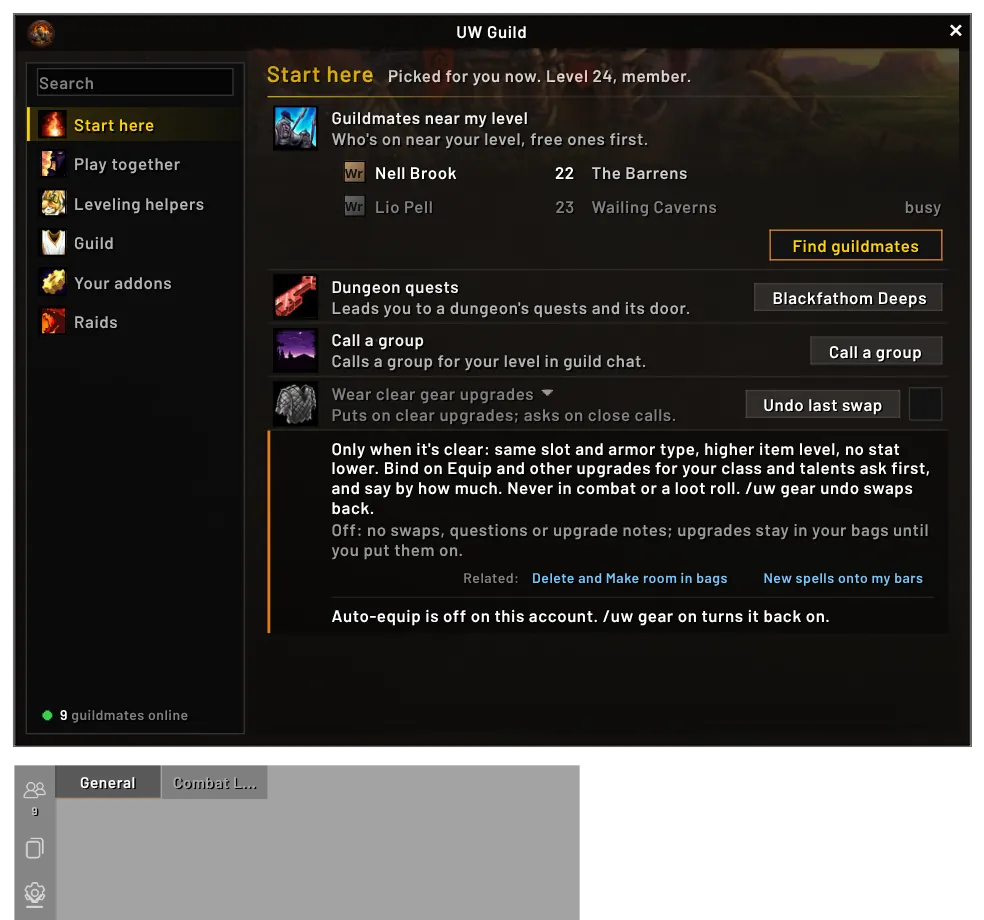 UW Guild
Search
Start here
Play together
Leveling helpers
Guild
Your addons
Raids
9 guildmates online
Start here Picked for you now. Level 24, member.
Guildmates near my level
Who's on near your level, free ones first.
Wr Nell Brook 22 The Barrens
Wr Lio Pell 23 Wailing Caverns busy
Find guildmates
Dungeon quests
Leads you to a dungeon's quests and its door.
Blackfathom Deeps
Call a group
Calls a group for your level in guild chat.
Call a group
Wear clear gear upgrades
Puts on clear upgrades; asks on close calls.
Undo last swap
Only when it's clear: same slot and armor type, higher item level, no stat
lower. Bind on Equip and other upgrades for your class and talents ask first,
and say by how much. Never in combat or a loot roll. /uw gear undo swaps
back.
Off: no swaps, questions or upgrade notes; upgrades stay in your bags until
you put them on.
Related: Delete and Make room in bags New spells onto my bars
Auto-equip is off on this account. /uw gear on turns it back on.
General Combat L...
9